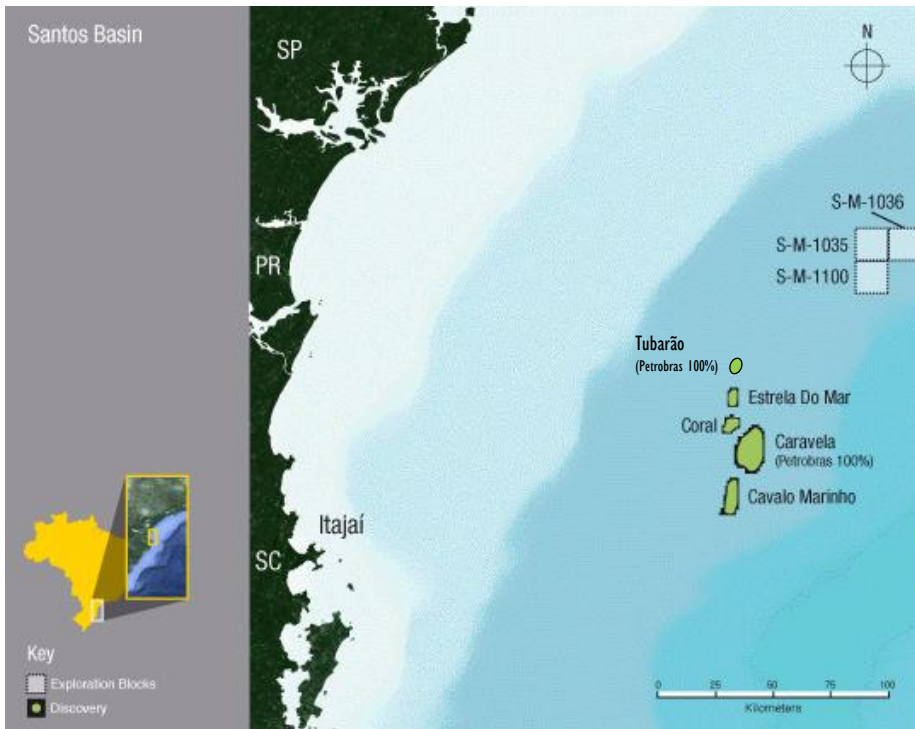 Santos Basin
SP
N
S-M-1036
S-M-1035
PR
S-M-1100
Tubarão
(Petrobras 100%)
Estrela Do Mar
Coral
Caravela
(Petrobras 100%)
Cavalo Marinho
Itajaí
SC
Key
Exploration Blocks
Discovery
0 25 50 75 100
Kilometers